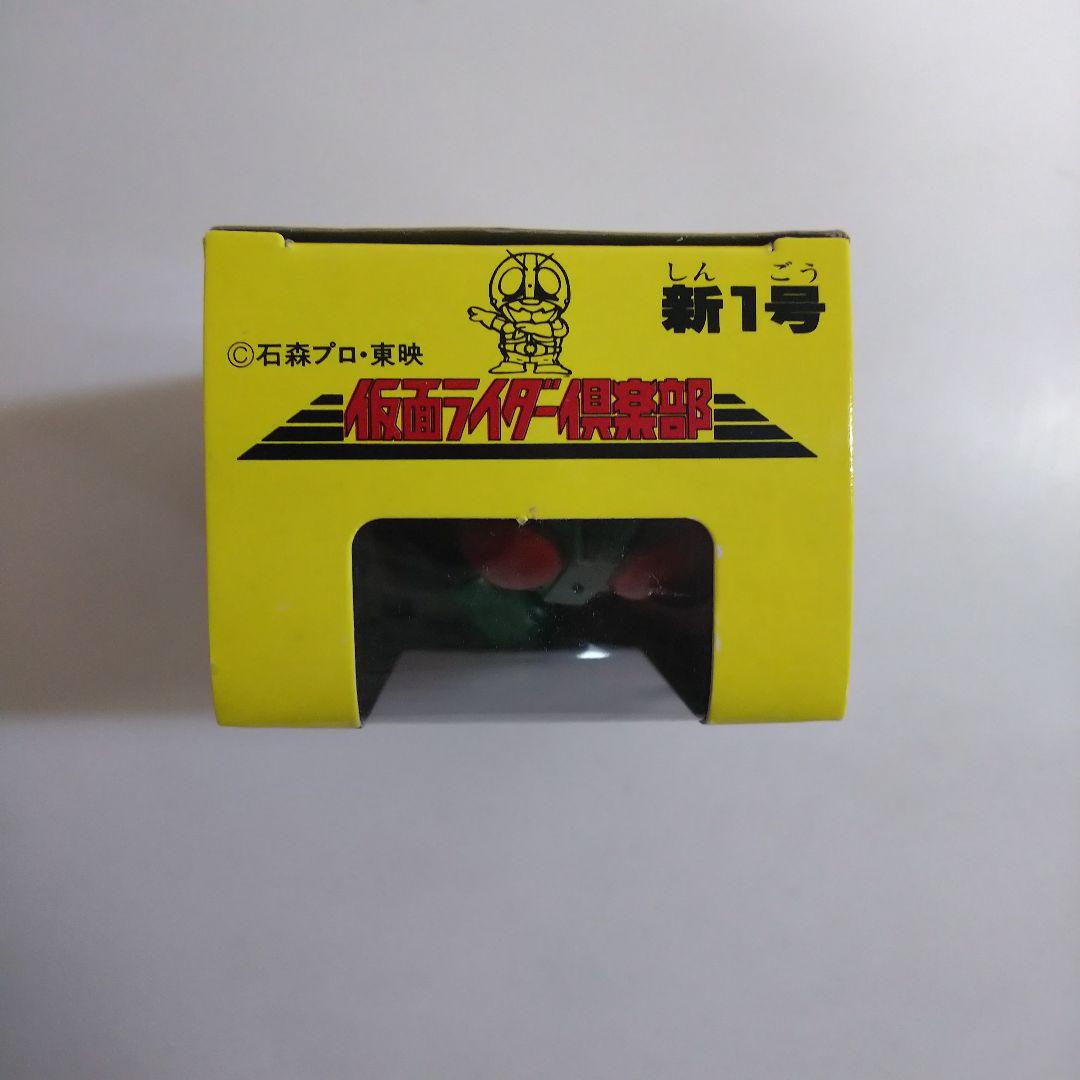 しん ごう
新1号
©石森プロ・東映
仮面ライダー倶楽部